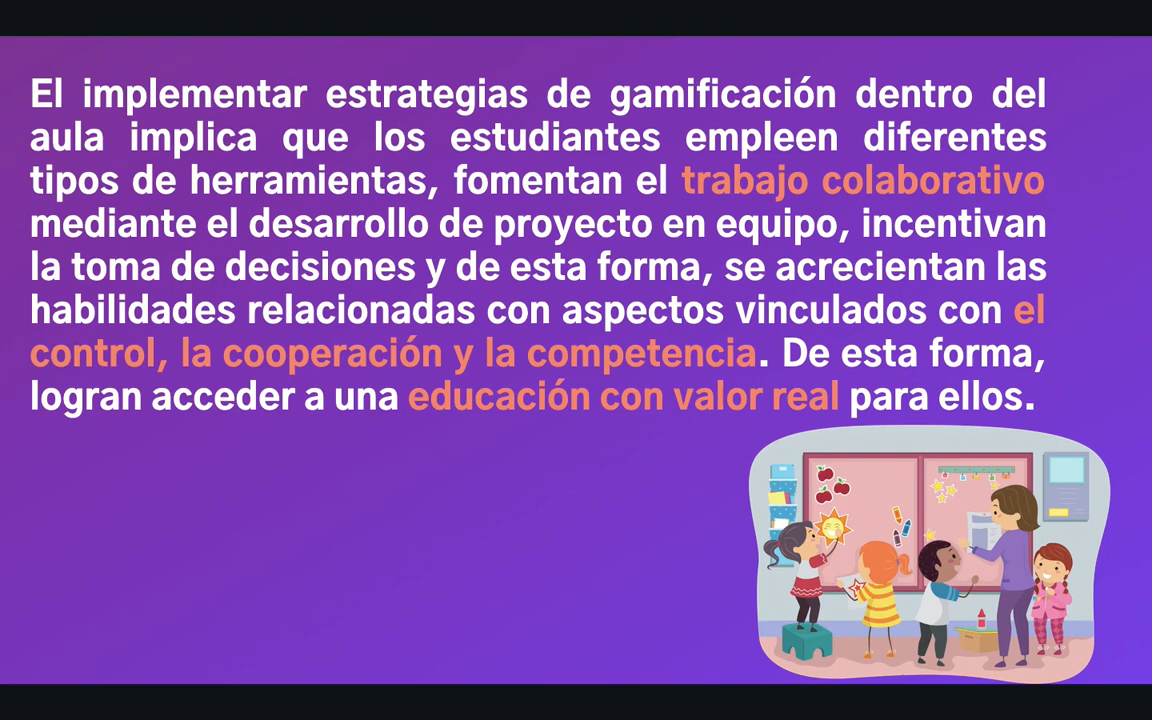 El implementar estrategias de gamificación dentro del
aula implica que los estudiantes empleen diferentes
tipos de herramientas, fomentan el trabajo colaborativo
mediante el desarrollo de proyecto en equipo, incentivan
la toma de decisiones y de esta forma, se acrecientan las
habilidades relacionadas con aspectos vinculados con el
control, la cooperación y la competencia. De esta forma,
logran acceder a una educación con valor real para ellos.